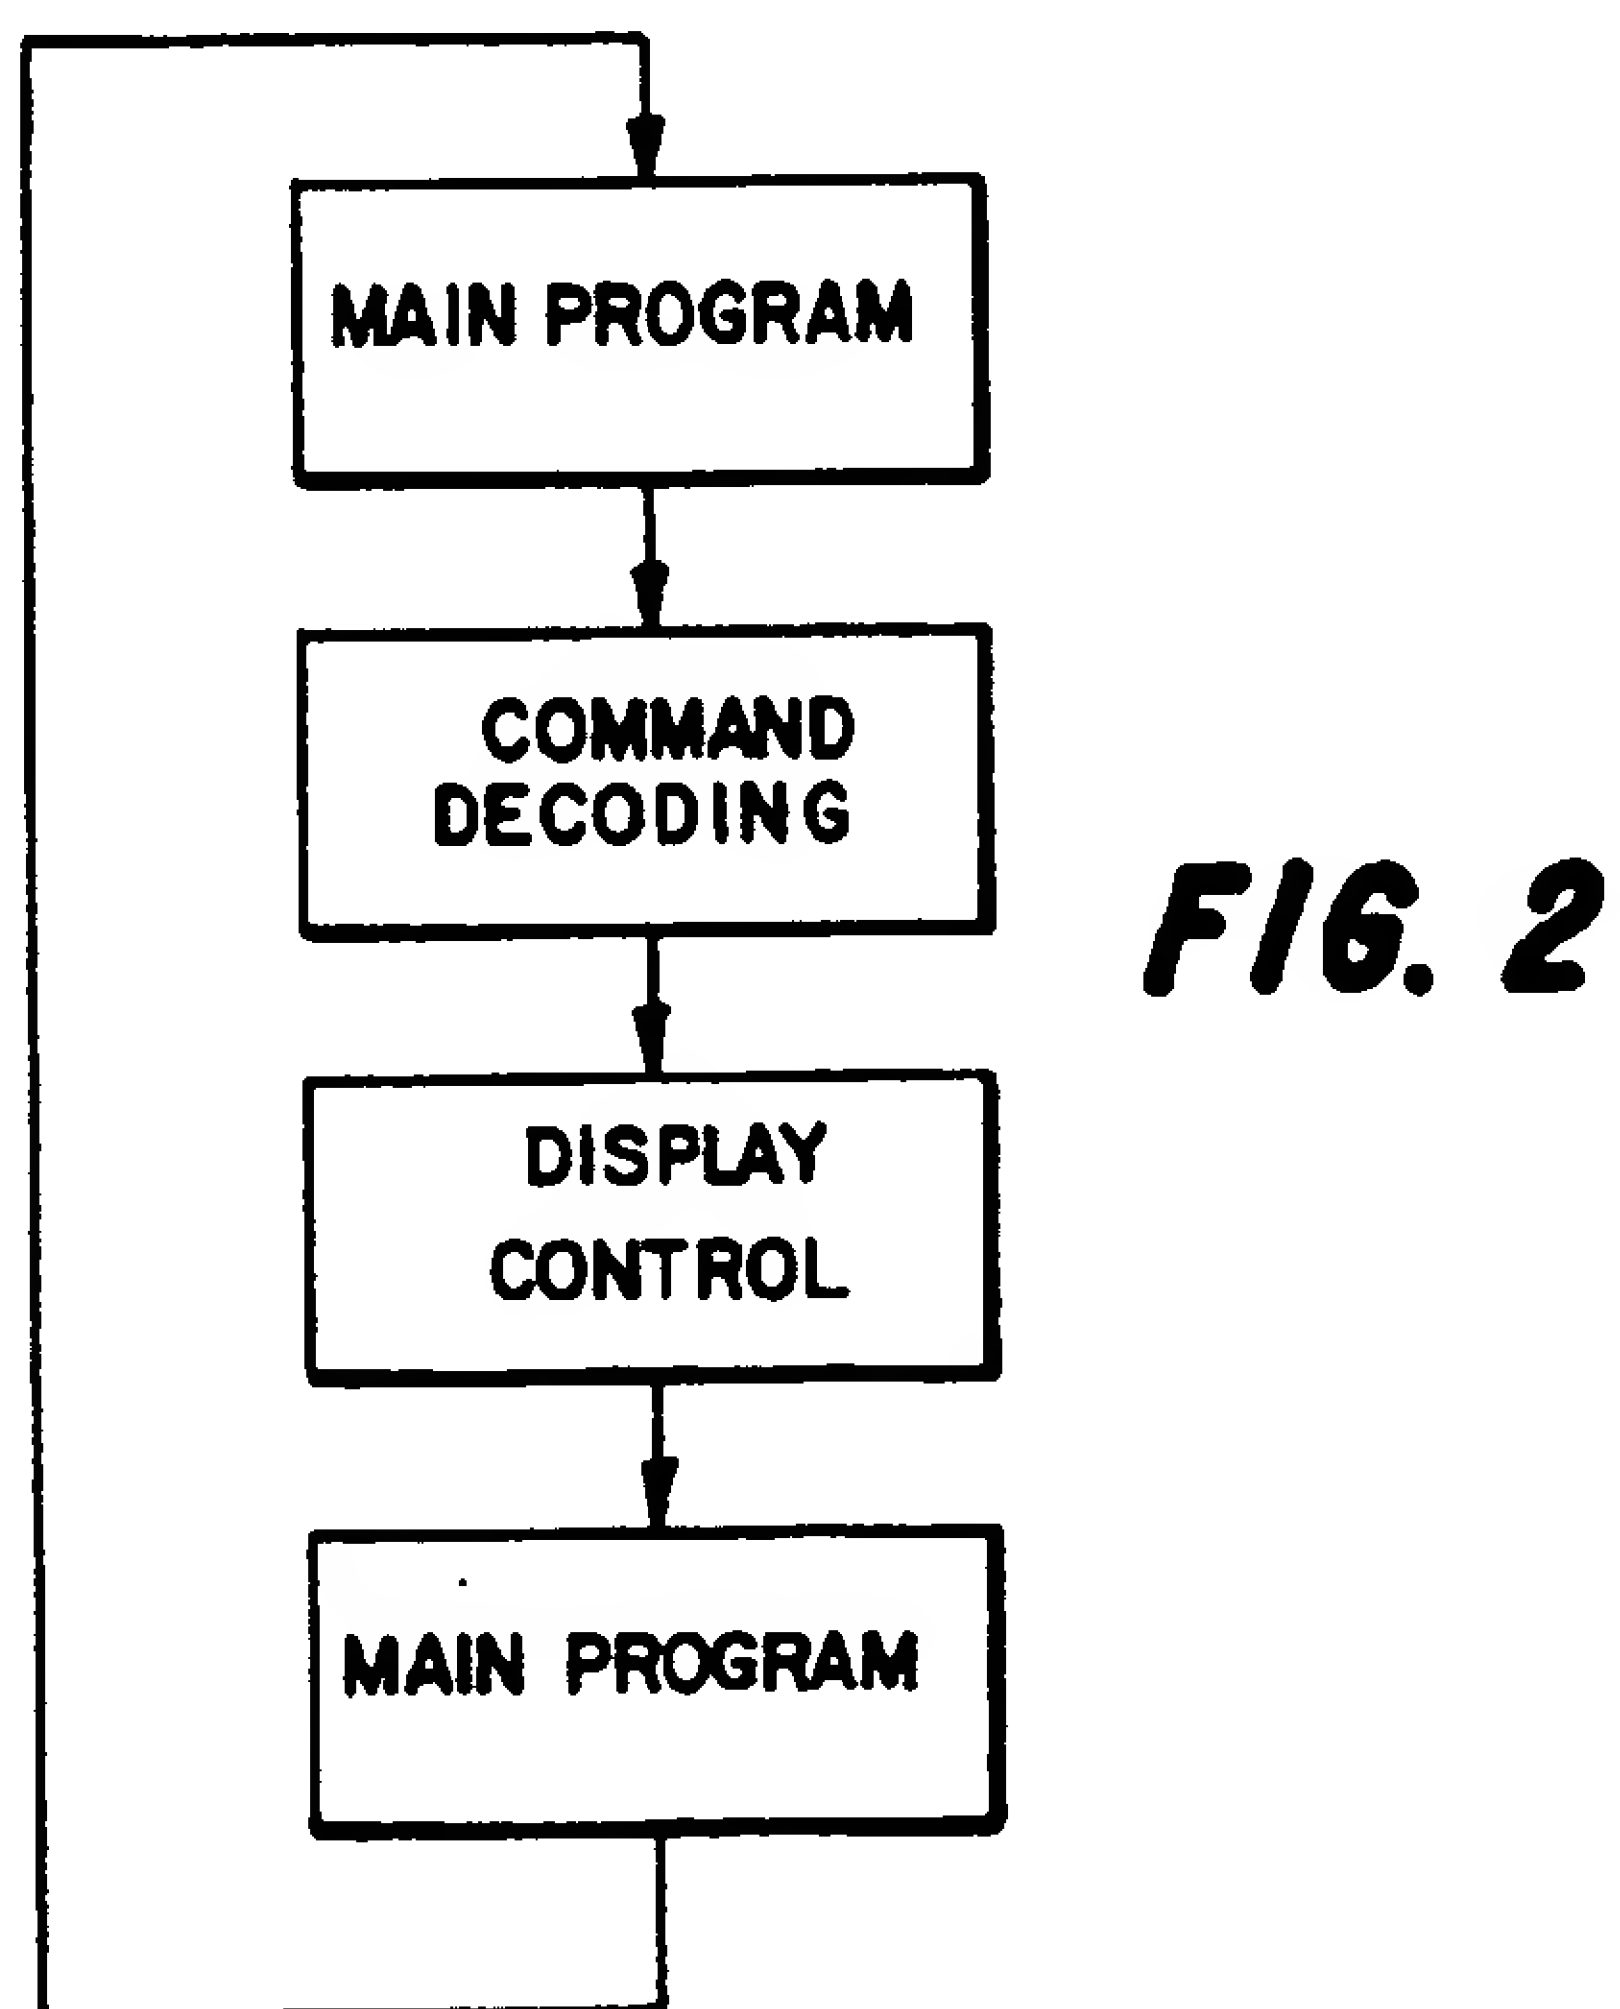 MAIN PROGRAM
COMMAND
DECODING
FIG. 2
DISPLAY
CONTROL
MAIN PROGRAM